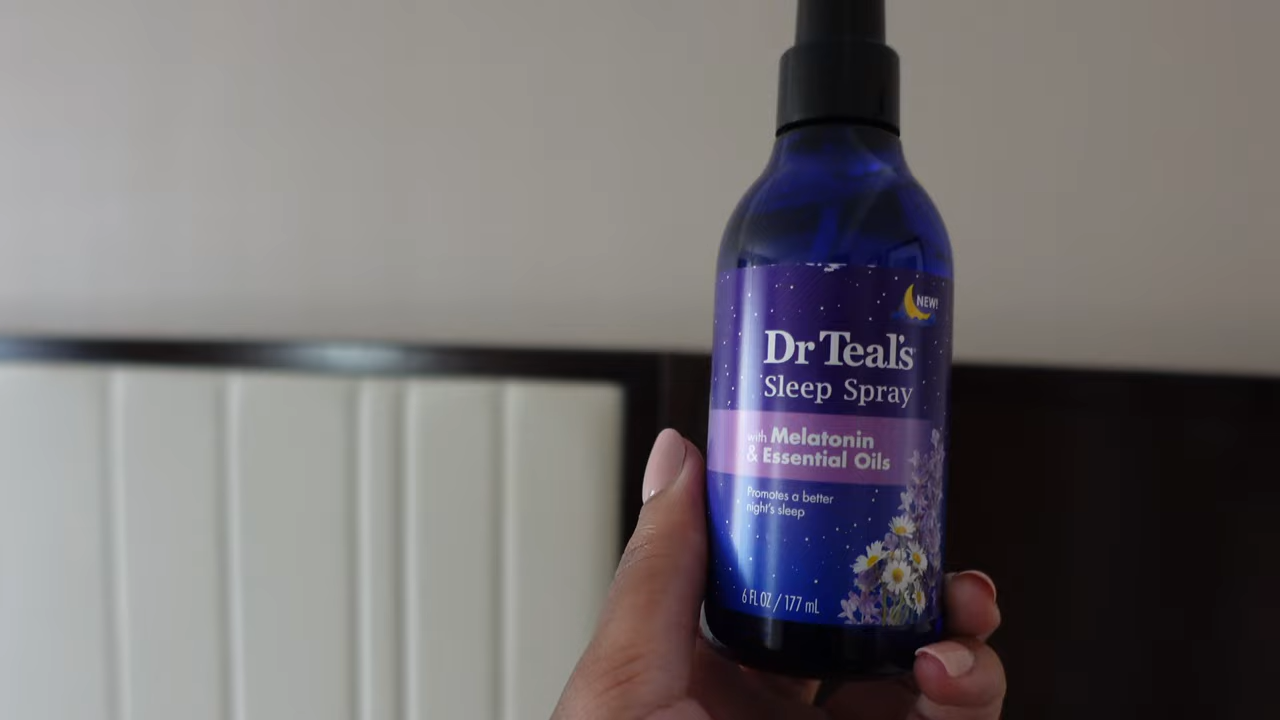 NEW!
Dr Teal's
Sleep Spray
with Melatonin
& Essential Oils
Promotes a better
night's sleep
6 FL OZ / 177 mL